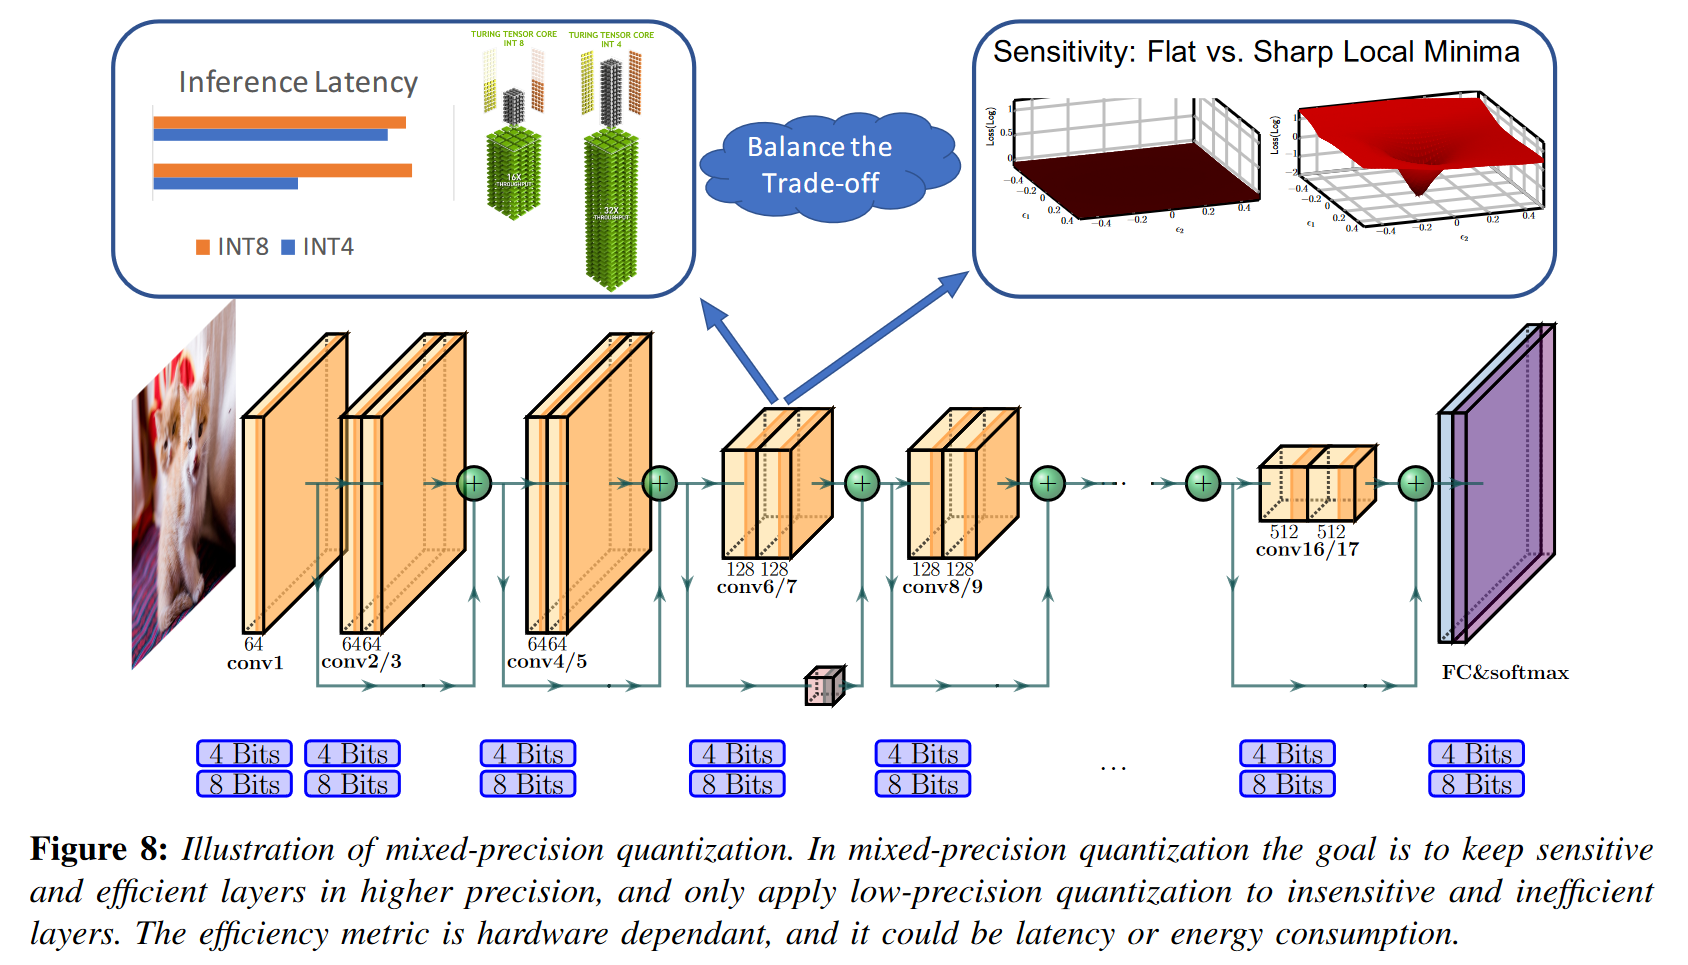 Inference Latency
INT8 INT4
TURING TENSOR CORE
INT 8
TURING TENSOR CORE
INT 4
16X
THROUGHPUT
32X
THROUGHPUT
Balance the
Trade-off
Sensitivity: Flat vs. Sharp Local Minima
Loss(Log)
1
0.5
0
−0.4
−0.2
0
0.2
0.4
ϵ1
−0.4
−0.2
0
0.2
0.4
ϵ2
Loss(Log)
1
0
−1
−2
−0.4
−0.2
0
0.2
0.4
ϵ1
−0.4
−0.2
0
0.2
0.4
ϵ2
64
conv1
6464
conv2/3
6464
conv4/5
128 128
conv6/7
128 128
conv8/9
...
512 512
conv16/17
FC&softmax
4 Bits 4 Bits 4 Bits 4 Bits 4 Bits 4 Bits 4 Bits
8 Bits 8 Bits 8 Bits 8 Bits 8 Bits ... 8 Bits 8 Bits
Figure 8: Illustration of mixed-precision quantization. In mixed-precision quantization the goal is to keep sensitive
and efficient layers in higher precision, and only apply low-precision quantization to insensitive and inefficient
layers. The efficiency metric is hardware dependant, and it could be latency or energy consumption.